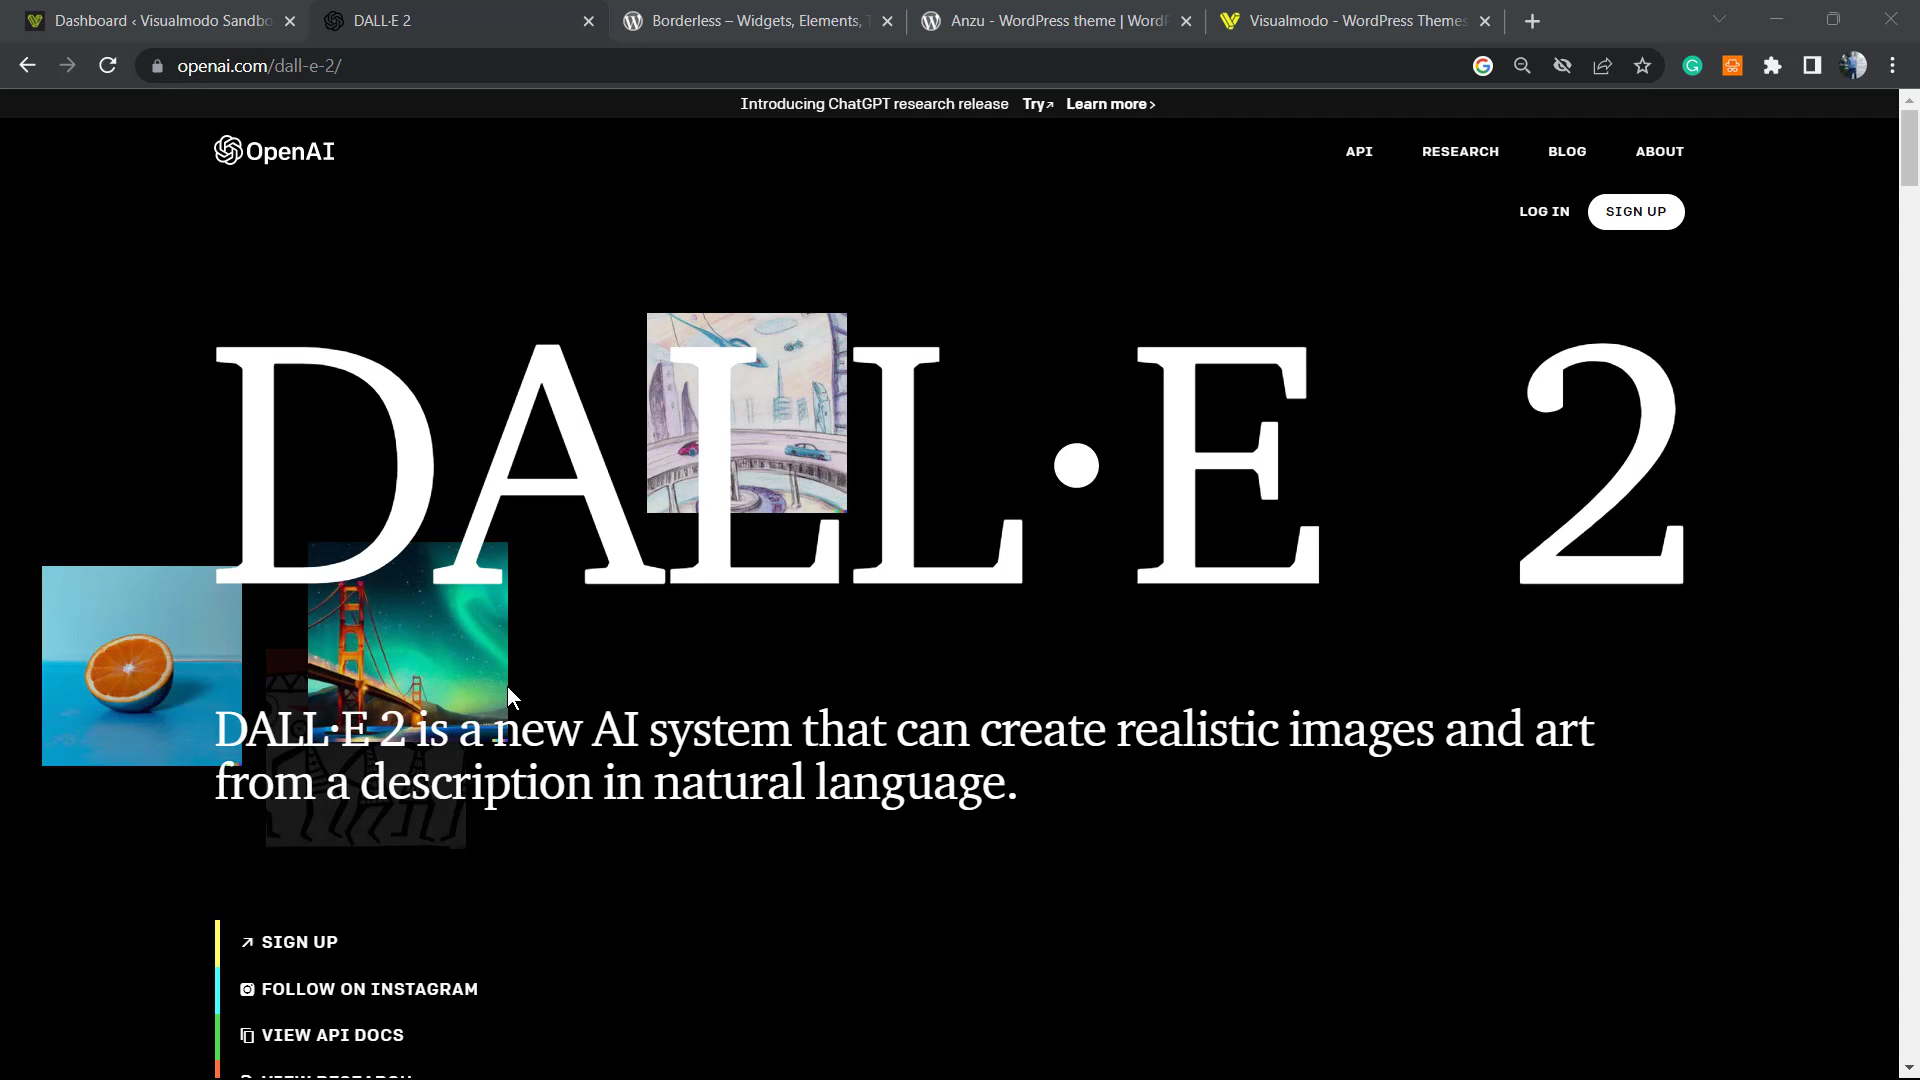 Dashboard ‹ Visualmodo Sandbo
DALL·E 2
Borderless – Widgets, Elements,
Anzu - WordPress theme | Word
Visualmodo - WordPress Themes
openai.com/dall-e-2/
Introducing ChatGPT research release Try↗ Learn more ›
OpenAI
API RESEARCH BLOG ABOUT
LOG IN SIGN UP
DALL·E 2
DALL·E 2 is a new AI system that can create realistic images and art
from a description in natural language.
↗ SIGN UP
FOLLOW ON INSTAGRAM
VIEW API DOCS
VIEW RESEARCH